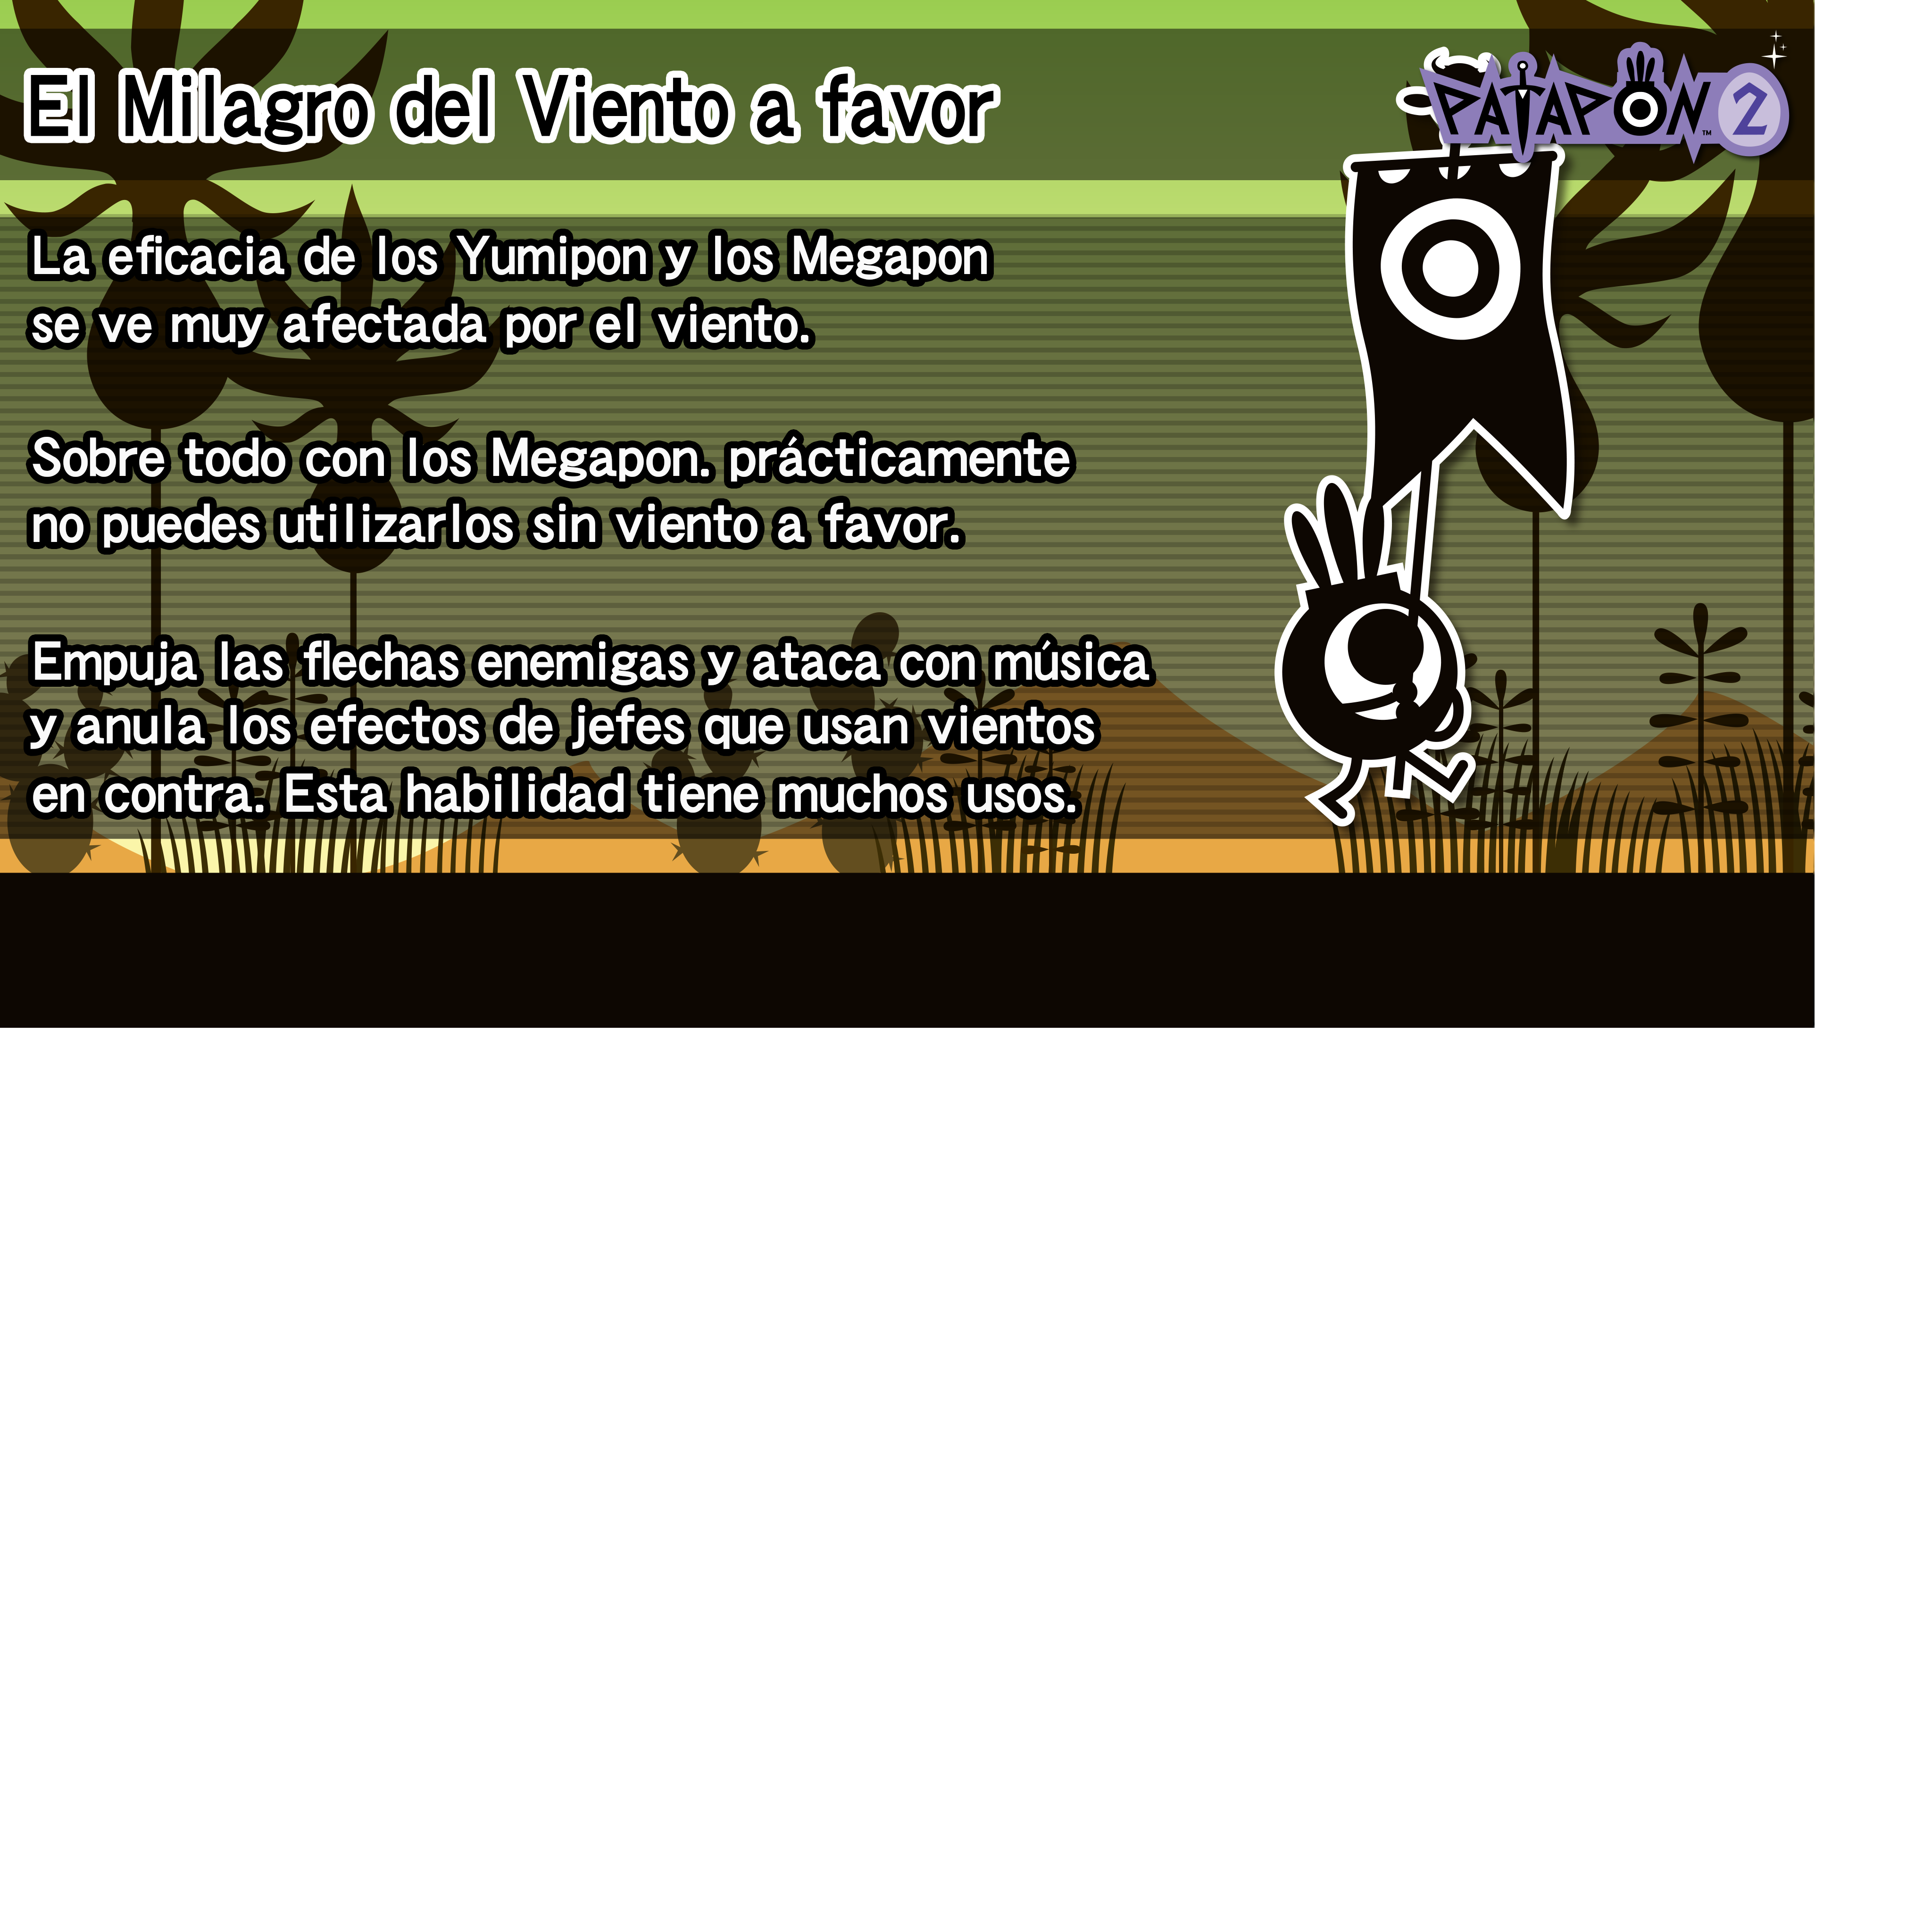 El Milagro del Viento a favor
PATAPON™ 2
La eficacia de los Yumipon y los Megapon
se ve muy afectada por el viento.
Sobre todo con los Megapon. prácticamente
no puedes utilizarlos sin viento a favor.
Empuja las flechas enemigas y ataca con música
y anula los efectos de jefes que usan vientos
en contra. Esta habilidad tiene muchos usos.